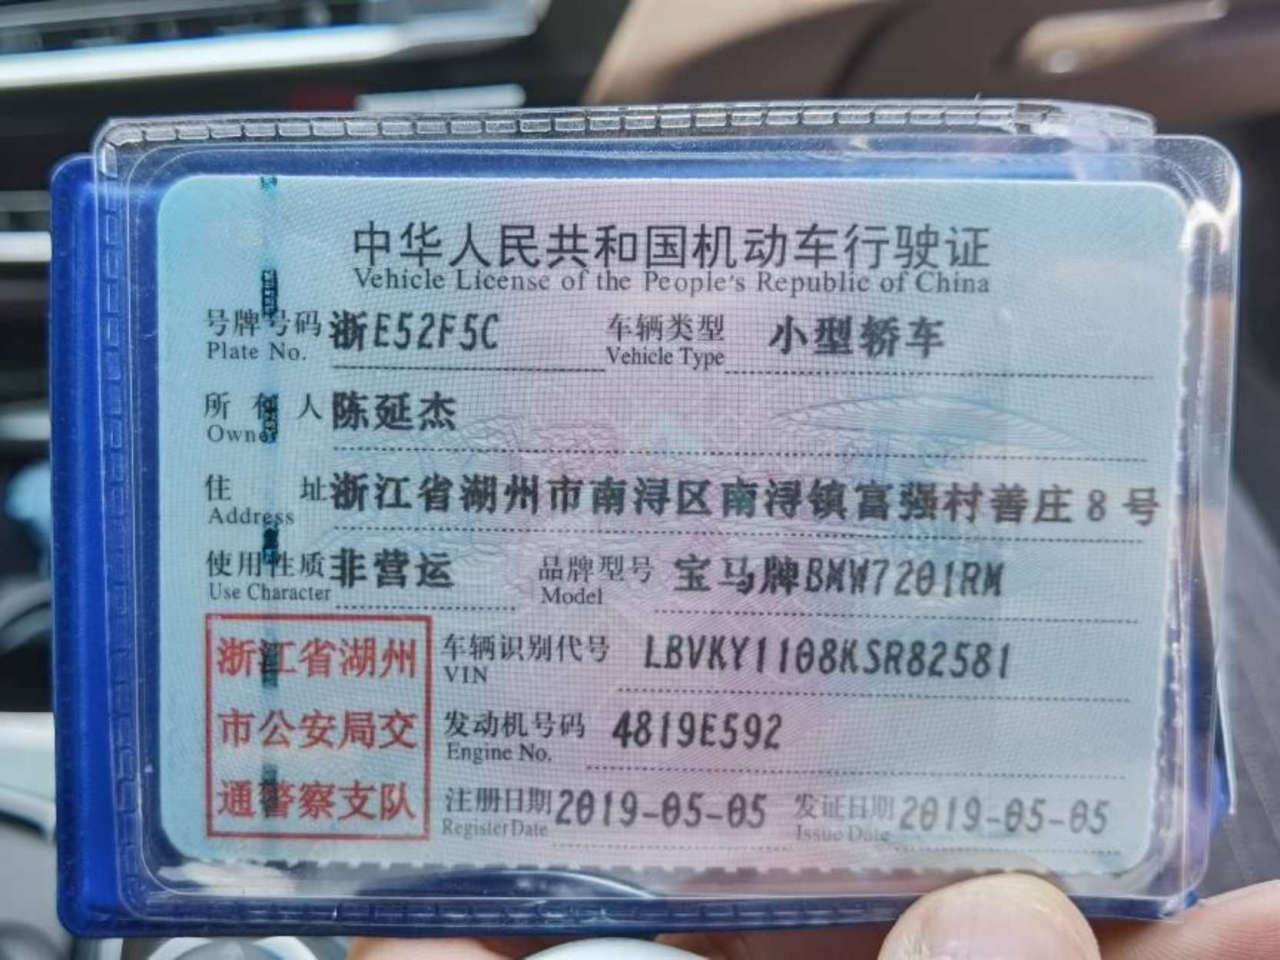 中华人民共和国机动车行驶证
Vehicle License of the People's Republic of China
号牌号码 浙E52F5C 车辆类型 小型轿车
Plate No. Vehicle Type
所有人 陈延杰
Owner
住址 浙江省湖州市南浔区南浔镇富强村善庄8号
Address
使用性质 非营运 品牌型号 宝马牌BMW7201RM
Use Character Model
浙江省湖州
市公安局交
通警察支队
车辆识别代号 LBVKY1108KSR82581
VIN
发动机号码 4819E592
Engine No.
注册日期 2019-05-05 发证日期 2019-05-05
Register Date Issue Date